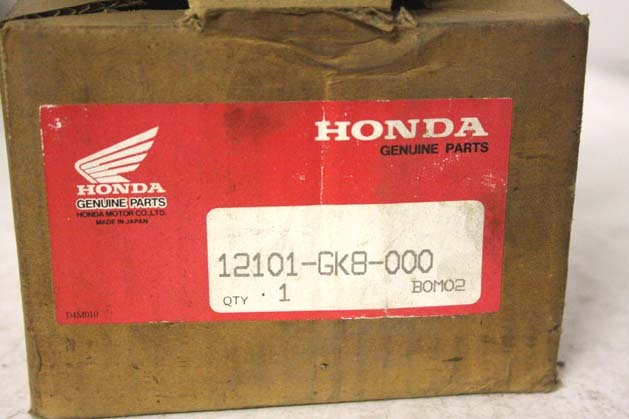 HONDA
GENUINE PARTS
HONDA
GENUINE PARTS
HONDA MOTOR CO.,LTD.
MADE IN JAPAN
12101-GK8-000
QTY . 1
BOM02
D4M010